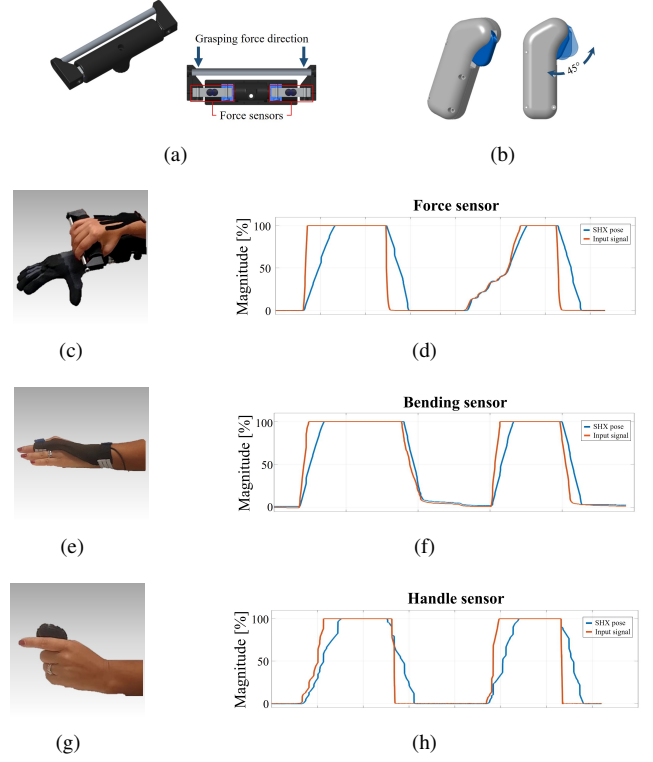 Grasping force direction
Force sensors
45°
(a)
(b)
Force sensor
Magnitude [%]
100
50
0
SHX pose
Input signal
(c)
(d)
Bending sensor
Magnitude [%]
100
50
0
SHX pose
Input signal
(e)
(f)
Handle sensor
Magnitude [%]
100
50
0
SHX pose
Input signal
(g)
(h)